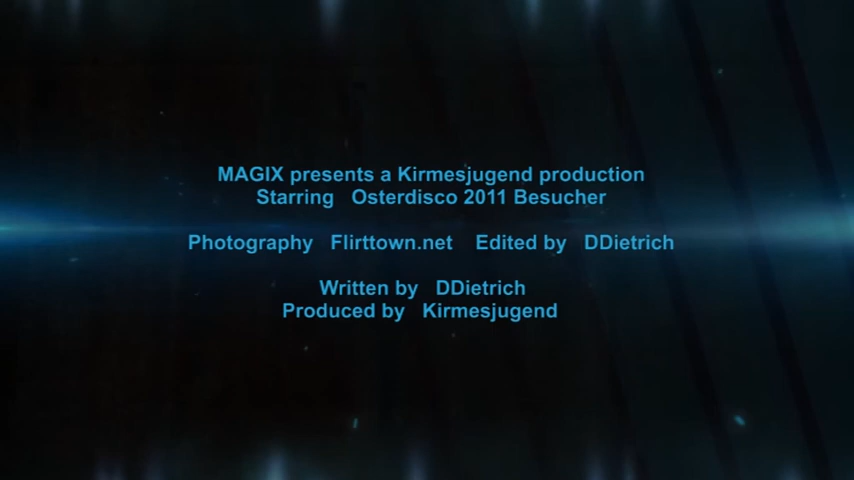 MAGIX presents a Kirmesjugend production
Starring Osterdisco 2011 Besucher
Photography Flirttown.net Edited by DDietrich
Written by DDietrich
Produced by Kirmesjugend